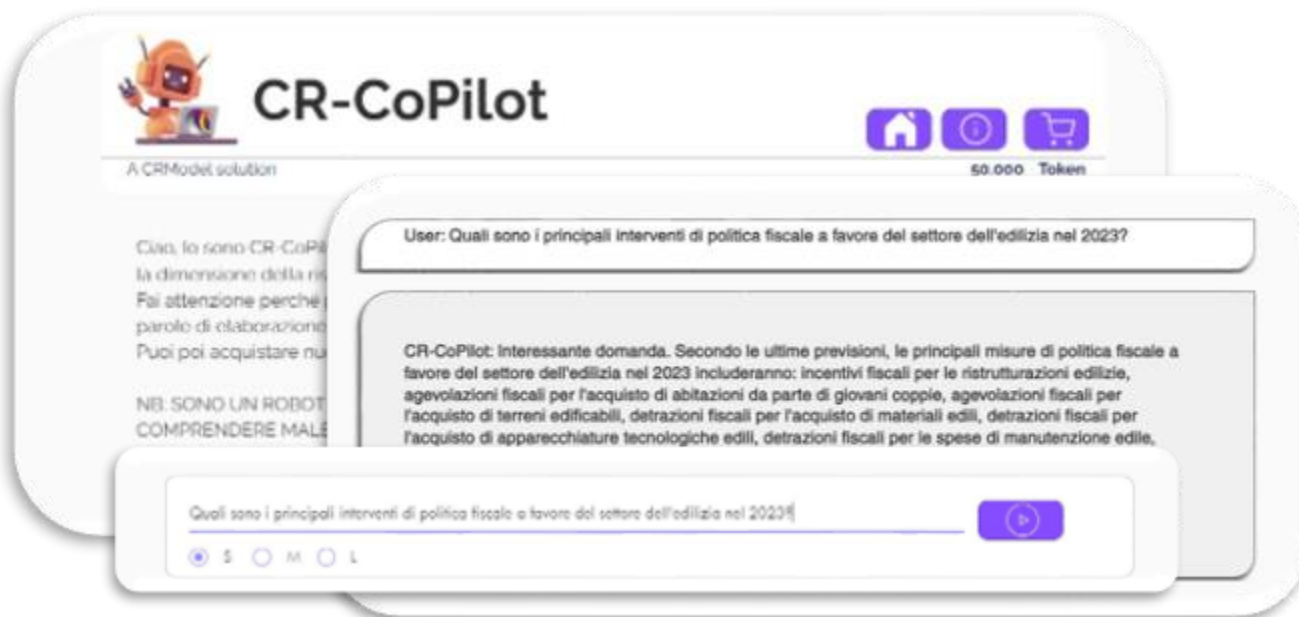 CR-CoPilot
A CRModel solution
50.000 Token
Ciao, Io sono CR-CoPil
la dimensione della ris
Fai attenzione perche
parole di elaborazione
Puoi poi acquistare nu
NB: SONO UN ROBOT
COMPRENDERE MALE
User: Quali sono i principali interventi di politica fiscale a favore del settore dell'edilizia nel 2023?
CR-CoPilot: Interessante domanda. Secondo le ultime previsioni, le principali misure di politica fiscale a
favore del settore dell'edilizia nel 2023 includeranno: incentivi fiscali per le ristrutturazioni edilizie,
agevolazioni fiscali per l'acquisto di abitazioni da parte di giovani coppie, agevolazioni fiscali per
l'acquisto di terreni edificabili, detrazioni fiscali per l'acquisto di materiali edili, detrazioni fiscali per
l'acquisto di apparecchiature tecnologiche edili, detrazioni fiscali per le spese di manutenzione edile,
Quali sono i principali interventi di politica fiscale a favore del settore dell'edilizia nel 2023?
S M L